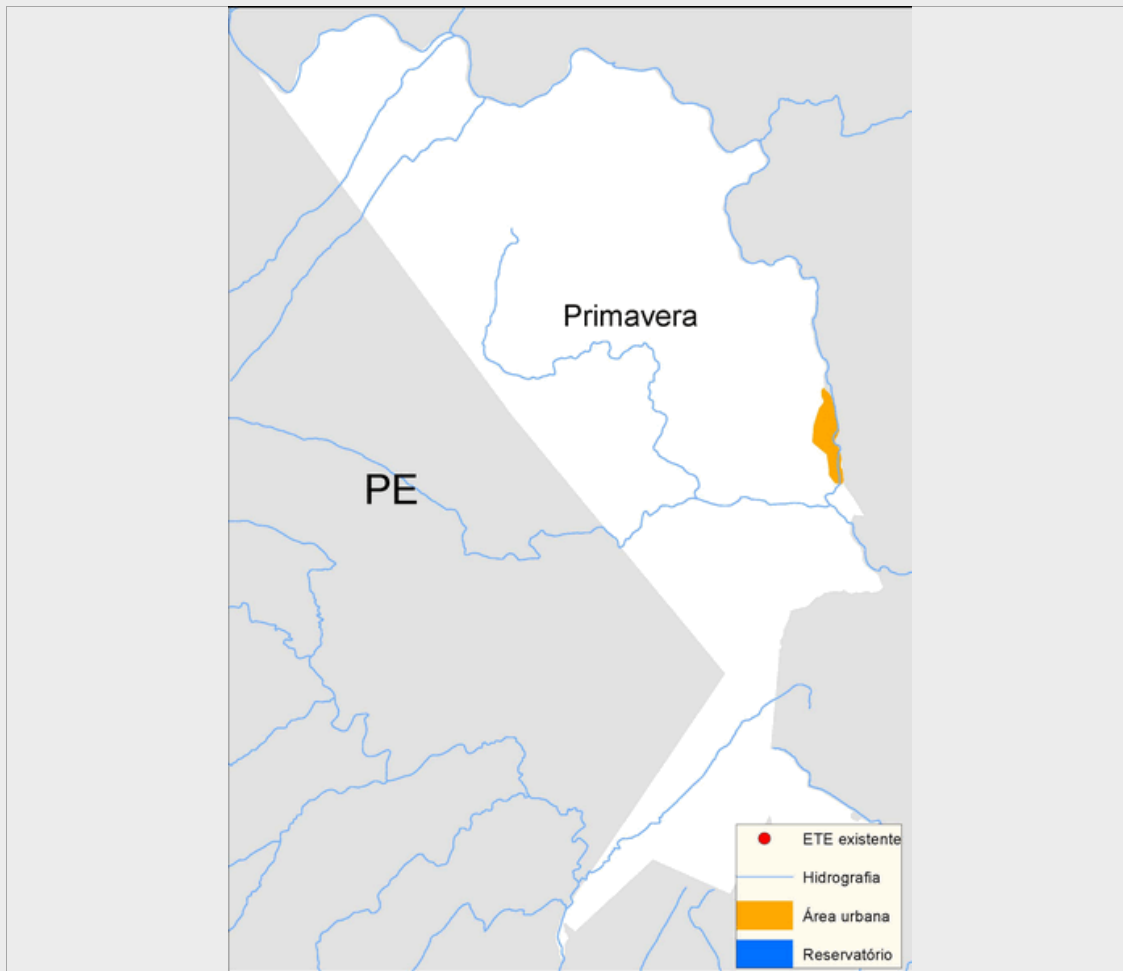 Primavera
PE
ETE existente
Hidrografia
Área urbana
Reservatório